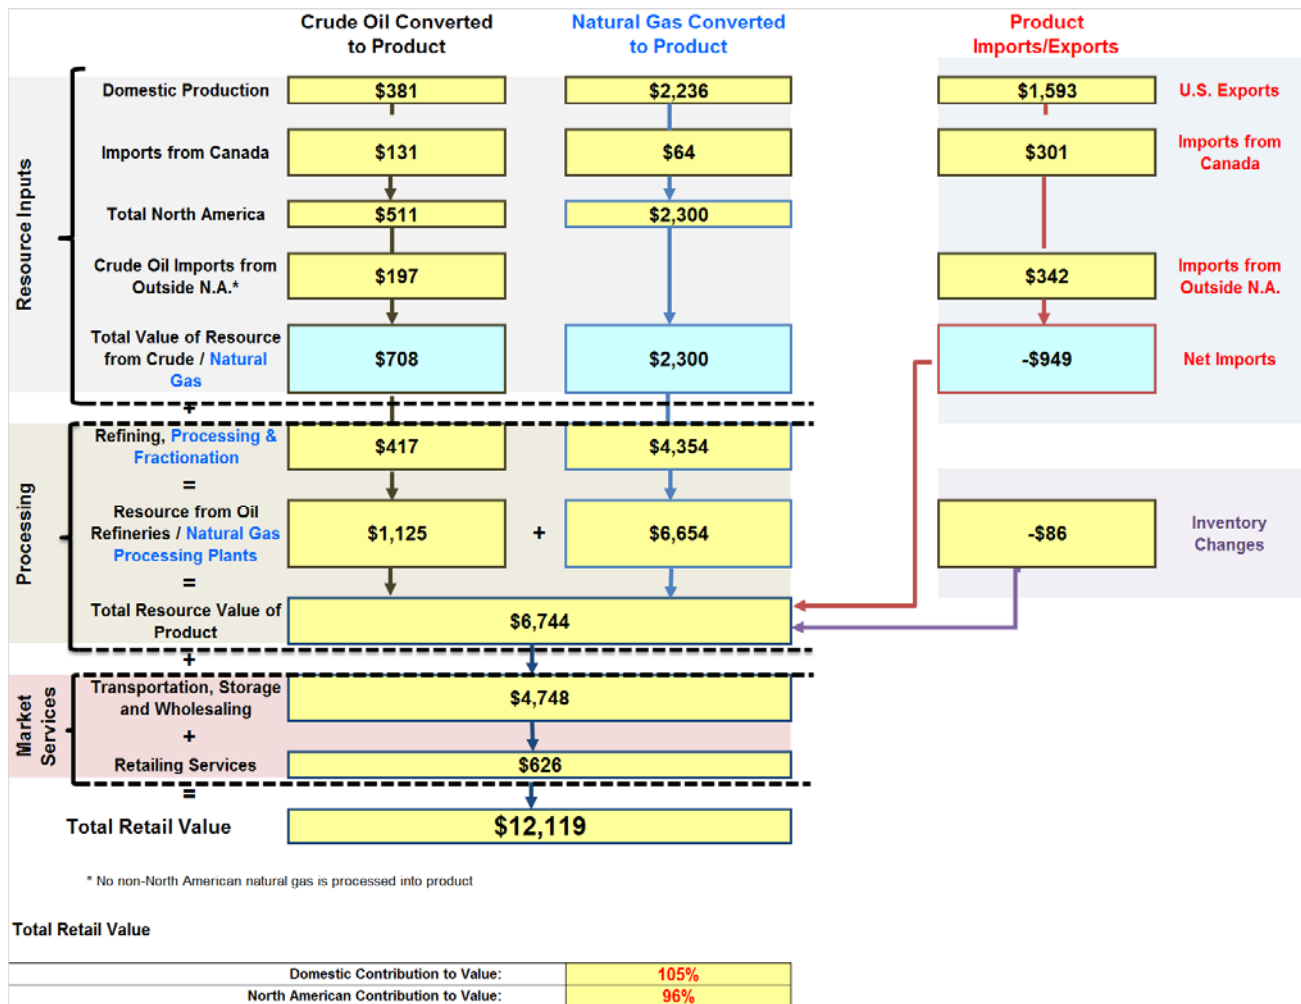 Crude Oil Converted
to Product
Natural Gas Converted
to Product
Product
Imports/Exports
Resource Inputs
Domestic Production
$381
$2,236
$1,593
U.S. Exports
Imports from Canada
$131
$64
$301
Imports from
Canada
Total North America
$511
$2,300
Crude Oil Imports from
Outside N.A.*
$197
$342
Imports from
Outside N.A.
Total Value of Resource
from Crude / Natural
Gas
$708
$2,300
-$949
Net Imports
+
Processing
Refining, Processing &
Fractionation
$417
$4,354
=
Resource from Oil
Refineries / Natural Gas
Processing Plants
$1,125
+
$6,654
-$86
Inventory
Changes
=
Total Resource Value of
Product
$6,744
+
Market
Services
Transportation, Storage
and Wholesaling
$4,748
+
Retailing Services
$626
=
Total Retail Value
$12,119
* No non-North American natural gas is processed into product
Total Retail Value
Domestic Contribution to Value:
105%
North American Contribution to Value:
96%